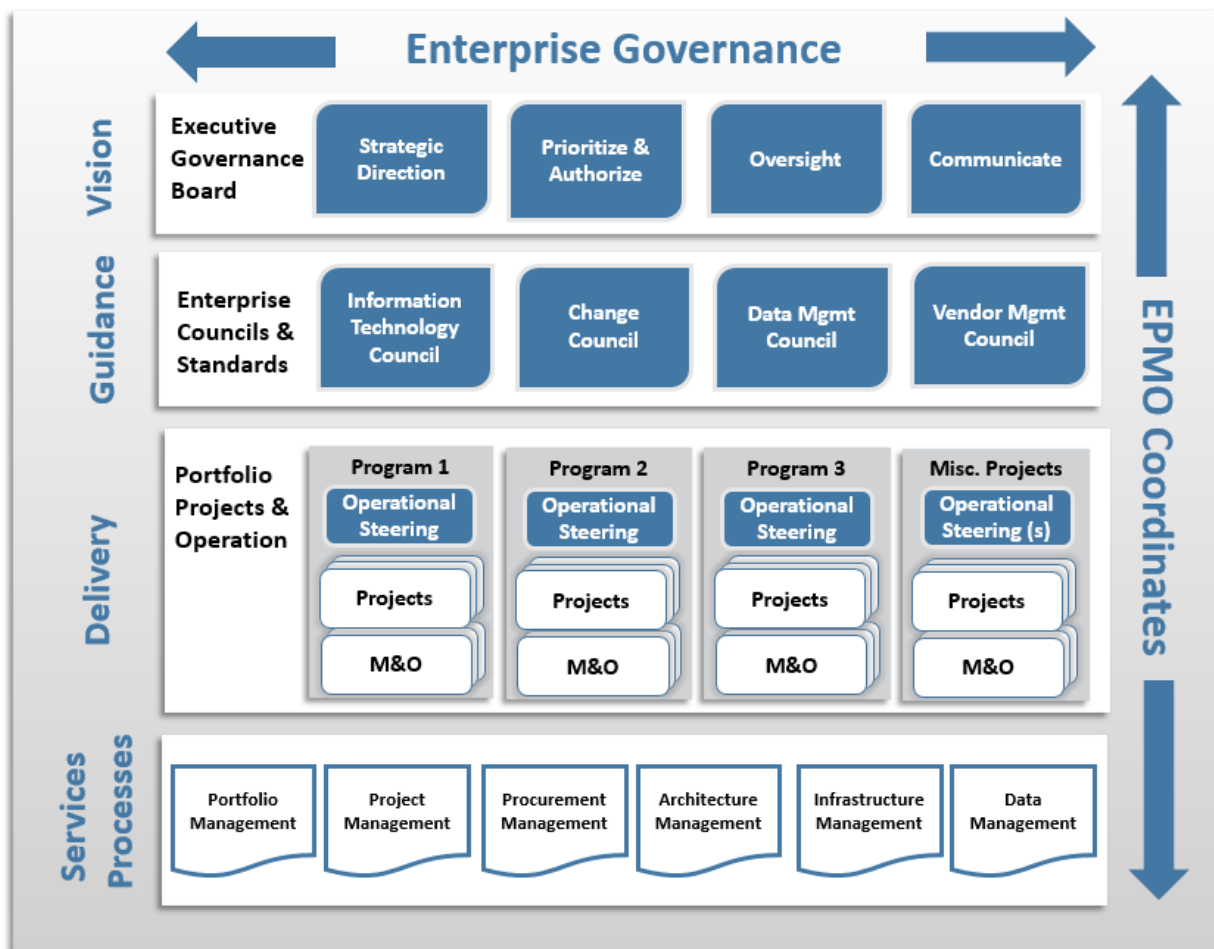 Enterprise Governance
Vision
Executive
Governance
Board
Strategic
Direction
Prioritize &
Authorize
Oversight
Communicate
Guidance
Enterprise
Councils &
Standards
Information
Technology
Council
Change
Council
Data Mgmt
Council
Vendor Mgmt
Council
Delivery
Portfolio
Projects &
Operation
Program 1
Operational
Steering
Projects
M&O
Program 2
Operational
Steering
Projects
M&O
Program 3
Operational
Steering
Projects
M&O
Misc. Projects
Operational
Steering (s)
Projects
M&O
Services
Processes
Portfolio
Management
Project
Management
Procurement
Management
Architecture
Management
Infrastructure
Management
Data
Management
EPMO Coordinates